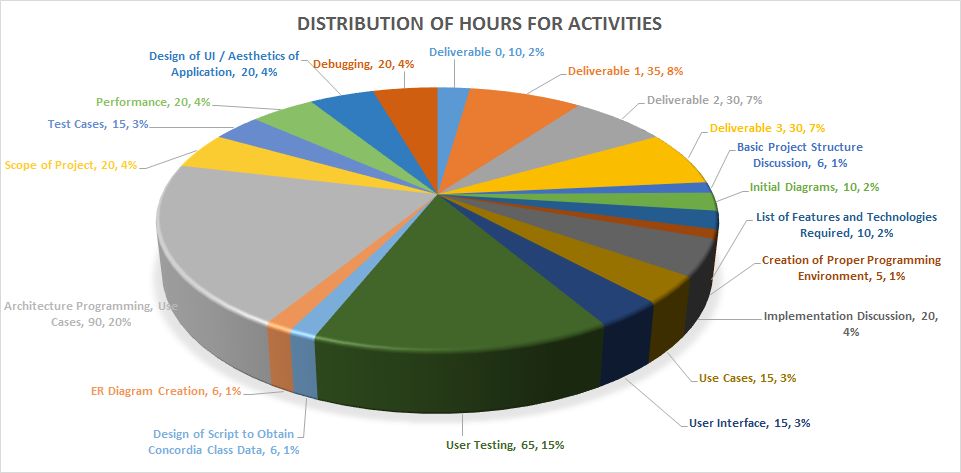 DISTRIBUTION OF HOURS FOR ACTIVITIES
Deliverable 0, 10, 2%
Deliverable 1, 35, 8%
Deliverable 2, 30, 7%
Deliverable 3, 30, 7%
Basic Project Structure
Discussion, 6, 1%
Initial Diagrams, 10, 2%
List of Features and Technologies
Required, 10, 2%
Creation of Proper Programming
Environment, 5, 1%
Implementation Discussion, 20,
4%
Use Cases, 15, 3%
User Interface, 15, 3%
User Testing, 65, 15%
Design of Script to Obtain
Concordia Class Data, 6, 1%
ER Diagram Creation, 6, 1%
Architecture Programming, Use
Cases, 90, 20%
Scope of Project, 20, 4%
Test Cases, 15, 3%
Performance, 20, 4%
Design of UI / Aesthetics of
Application, 20, 4%
Debugging, 20, 4%